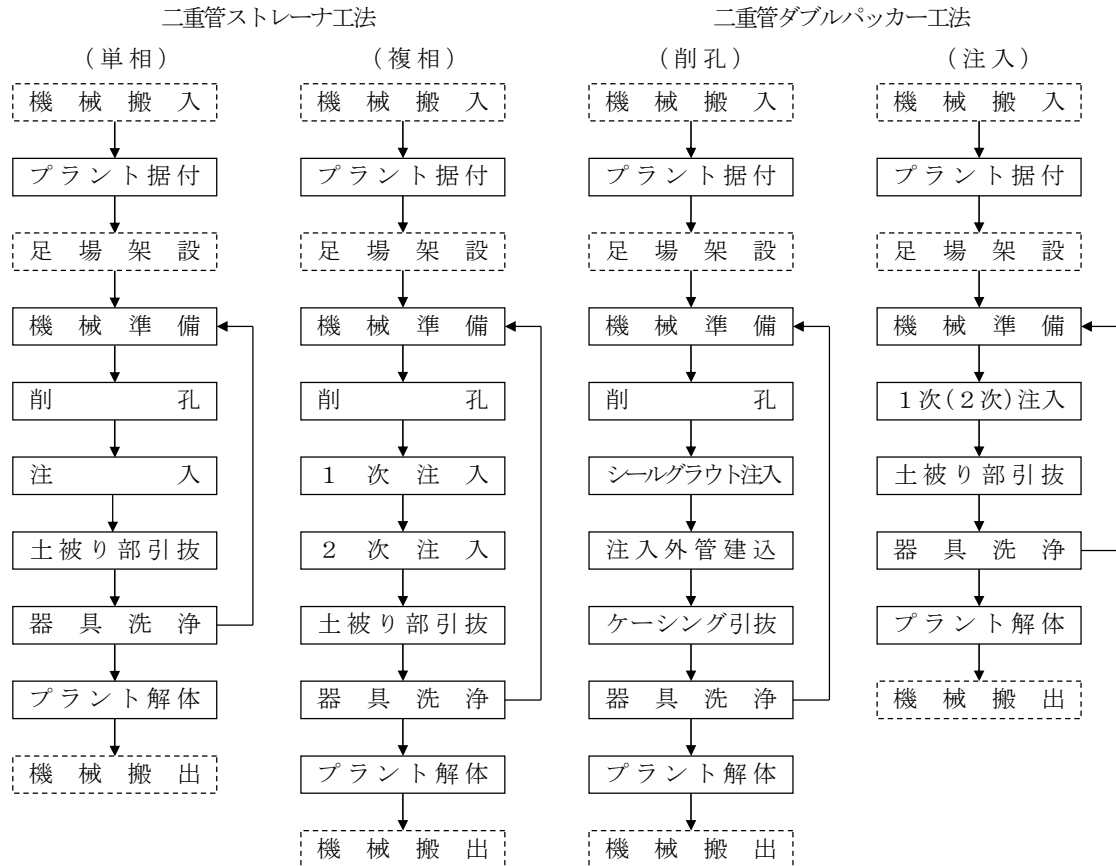 二重管ストレーナ工法
(単相)
機械搬入
プラント据付
足場架設
機械準備
削孔
注入
土被り部引抜
器具洗浄
プラント解体
機械搬出
(複相)
機械搬入
プラント据付
足場架設
機械準備
削孔
1次注入
2次注入
土被り部引抜
器具洗浄
プラント解体
機械搬出
二重管ダブルパッカー工法
(削孔)
機械搬入
プラント据付
足場架設
機械準備
削孔
シールグラウト注入
注入外管建込
ケーシング引抜
器具洗浄
プラント解体
機械搬出
(注入)
機械搬入
プラント据付
足場架設
機械準備
1次(2次)注入
土被り部引抜
器具洗浄
プラント解体
機械搬出